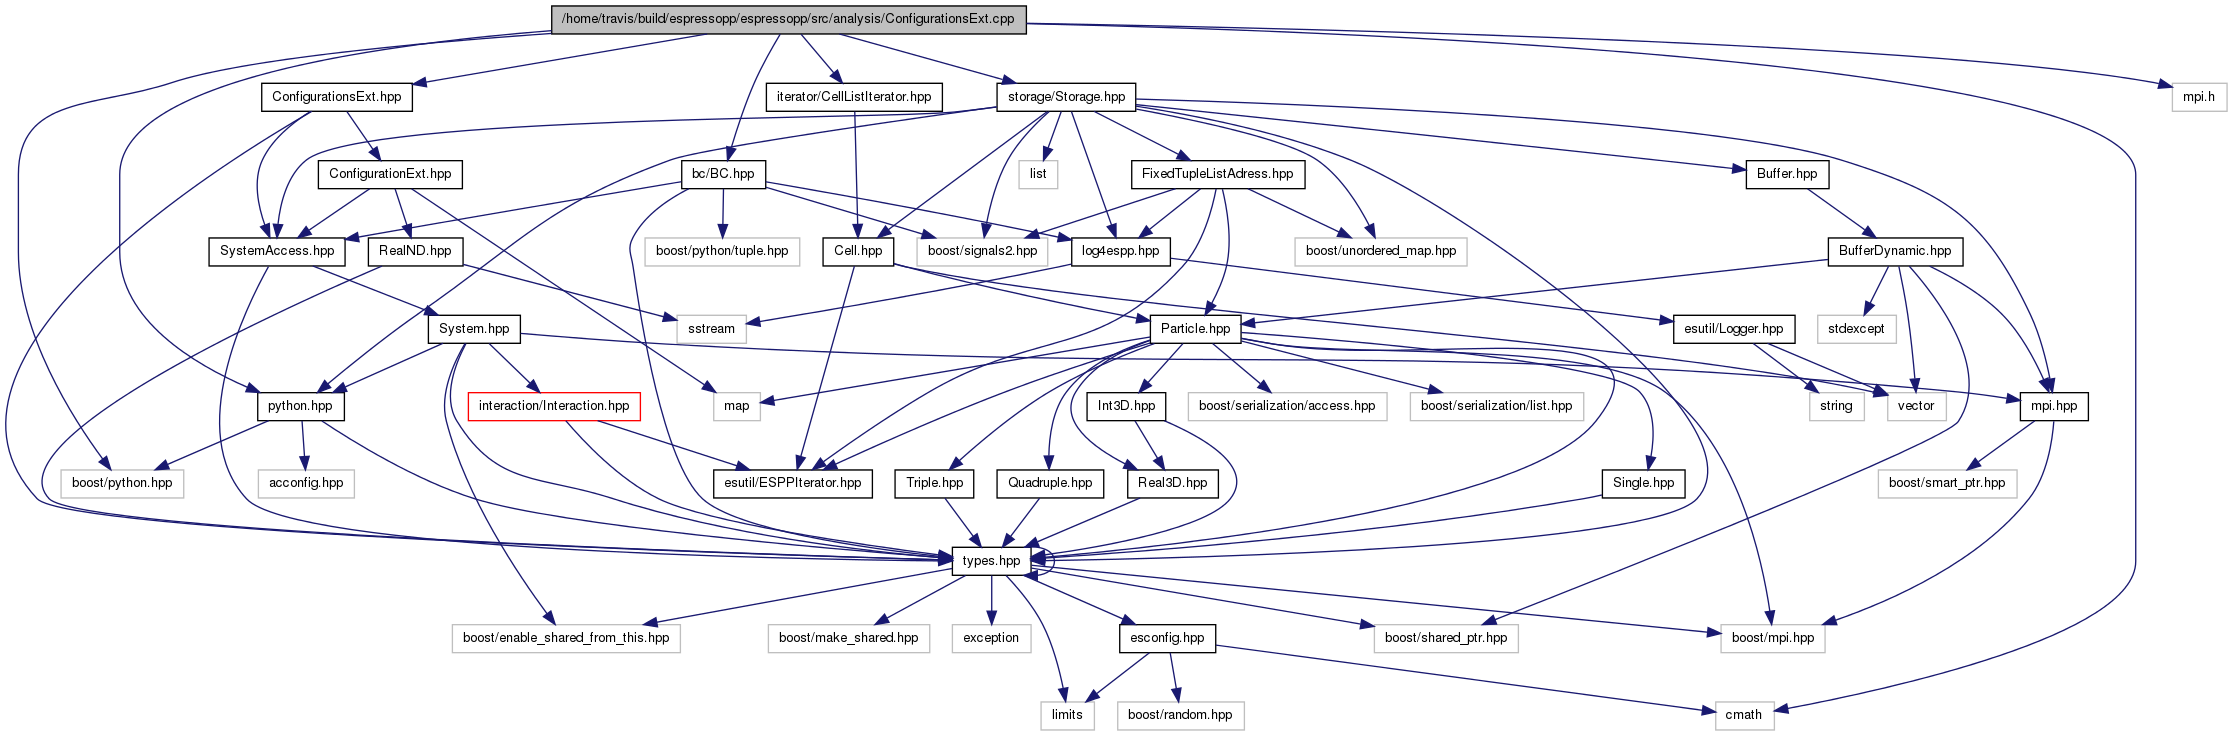 /home/travis/build/espressopp/espressopp/src/analysis/ConfigurationsExt.cpp
ConfigurationsExt.hpp
iterator/CellListIterator.hpp
storage/Storage.hpp
mpi.h
ConfigurationExt.hpp
bc/BC.hpp
list
FixedTupleListAdress.hpp
Buffer.hpp
SystemAccess.hpp
RealND.hpp
boost/python/tuple.hpp
Cell.hpp
boost/signals2.hpp
log4espp.hpp
boost/unordered_map.hpp
BufferDynamic.hpp
System.hpp
sstream
Particle.hpp
esutil/Logger.hpp
stdexcept
python.hpp
interaction/Interaction.hpp
map
Int3D.hpp
boost/serialization/access.hpp
boost/serialization/list.hpp
string
vector
mpi.hpp
boost/python.hpp
acconfig.hpp
esutil/ESPPIterator.hpp
Triple.hpp
Quadruple.hpp
Real3D.hpp
Single.hpp
boost/smart_ptr.hpp
types.hpp
boost/enable_shared_from_this.hpp
boost/make_shared.hpp
exception
esconfig.hpp
boost/shared_ptr.hpp
boost/mpi.hpp
limits
boost/random.hpp
cmath